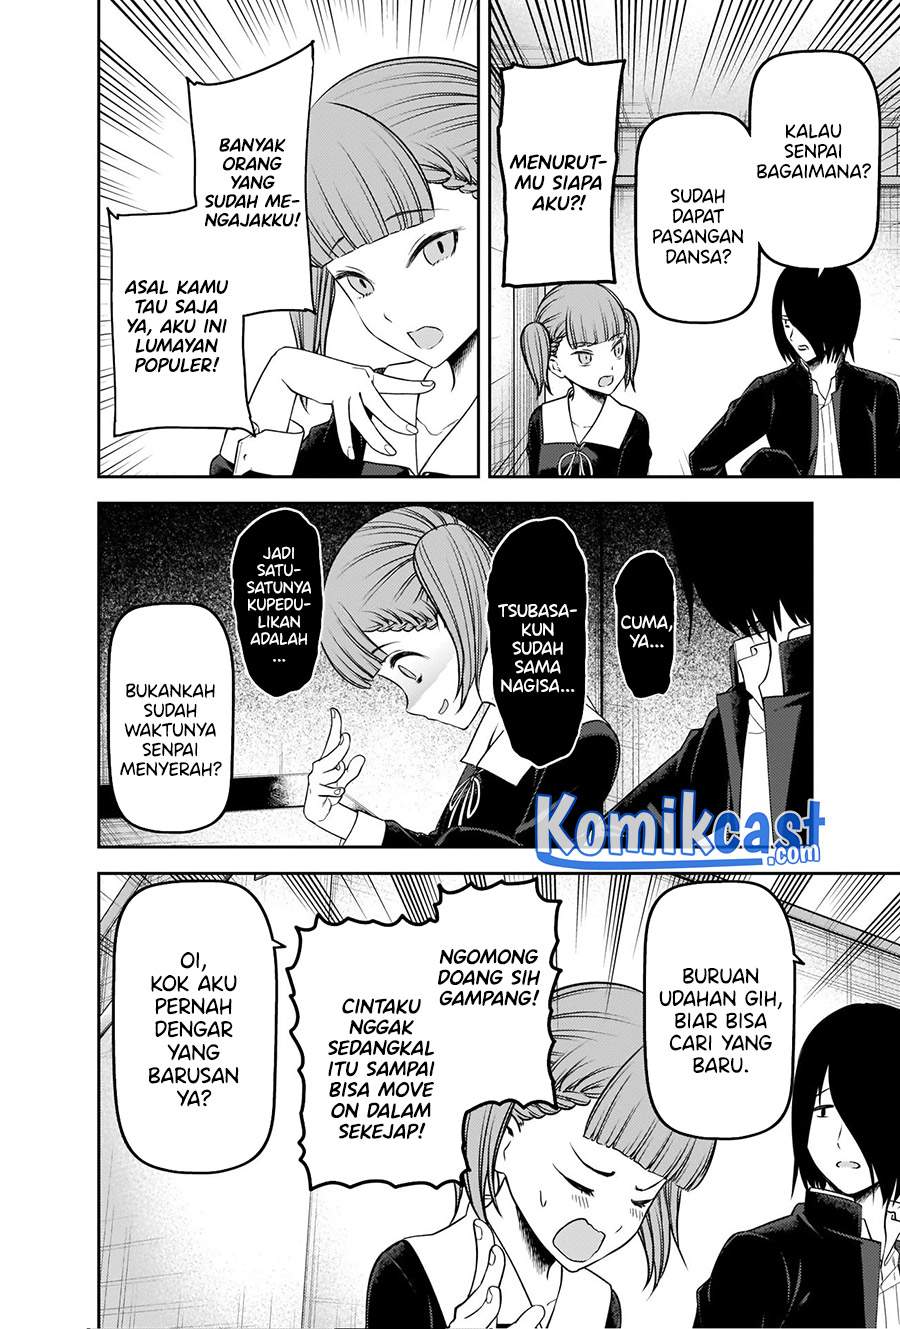 KALAU
SENPAI
BAGAIMANA?
SUDAH
DAPAT
PASANGAN
DANSA?
MENURUT-
MU SIAPA
AKU?!
BANYAK
ORANG
YANG
SUDAH ME-
NGAJAKKU!
ASAL KAMU
TAU SAJA
YA, AKU INI
LUMAYAN
POPULER!
CUMA,
YA...
TSUBASA-
KUN
SUDAH
SAMA
NAGISA...
JADI
SATU-
SATUNYA
KUPEDU-
LIKAN
ADALAH
...
BUKANKAH
SUDAH
WAKTUNYA
SENPAI
MENYERAH?
Komikcast
.com
BURUAN
UDAHAN GIH,
BIAR BISA
CARI YANG
BARU.
NGOMONG
DOANG SIH
GAMPANG!
CINTAKU
NGGAK
SEDANGKAL
ITU SAMPAI
BISA MOVE
ON DALAM
SEKEJAP!
OI,
KOK AKU
PERNAH
DENGAR
YANG
BARUSAN
YA?